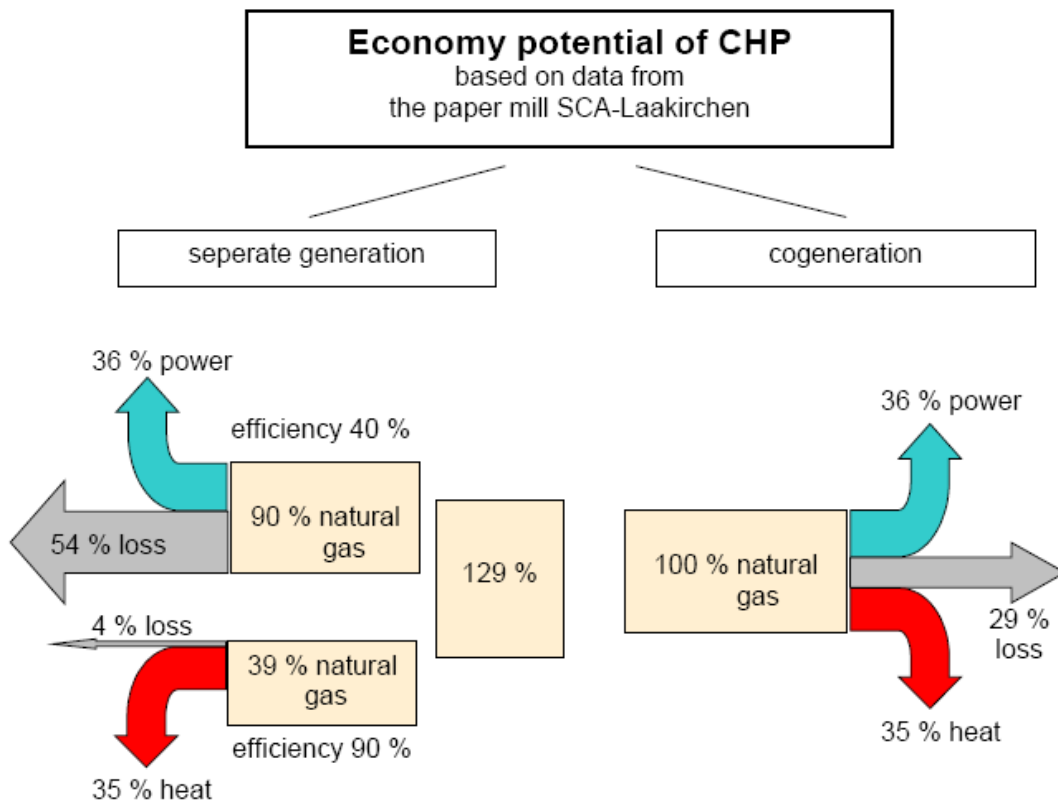 Economy potential of CHP
based on data from
the paper mill SCA-Laakirchen
seperate generation
cogeneration
36 % power
efficiency 40 %
90 % natural
gas
54 % loss
129 %
4 % loss
39 % natural
gas
efficiency 90 %
35 % heat
36 % power
100 % natural
gas
29 %
loss
35 % heat